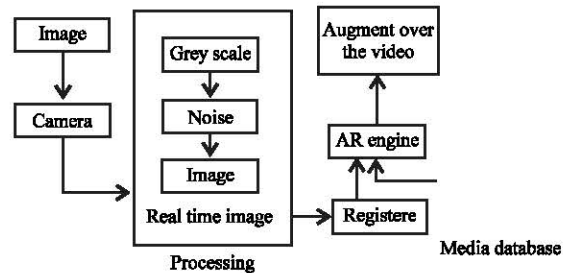 Image
Camera
Grey scale
Noise
Image
Real time image
Processing
Augment over
the video
AR engine
Registere
Media database